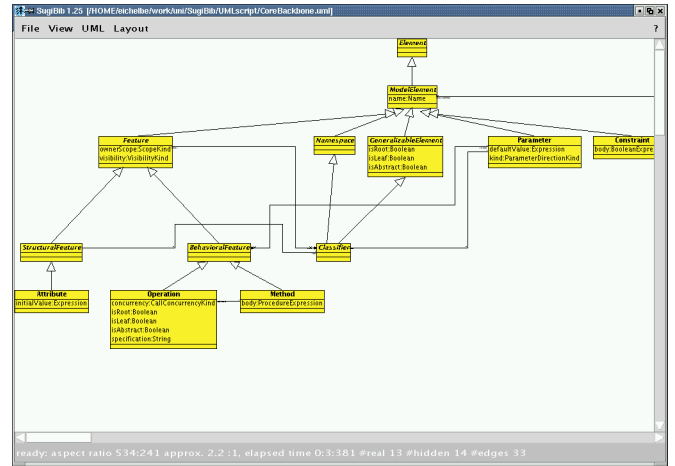 SugiBib 1.25 [/HOME/eichelbe/work/uni/SugiBib/UMLscript/CoreBackbone.uml]
File View UML Layout ?
Element
ModelElement
name:Name
Feature
ownerScope:ScopeKind
visibility:VisibilityKind
Namespace
GeneralizableElement
isRoot:Boolean
isLeaf:Boolean
isAbstract:Boolean
Parameter
defaultValue:Expression
kind:ParameterDirectionKind
Constraint
body:BooleanExpre
StructuralFeature
BehavioralFeature
Classifier
Attribute
initialValue:Expression
Operation
concurrency:CallConcurrencyKind
isRoot:Boolean
isLeaf:Boolean
isAbstract:Boolean
specification:String
Method
body:ProcedureExpression
ready: aspect ratio 534:241 approx. 2.2 :1, elapsed time 0:3:381 #real 13 #hidden 14 #edges 33